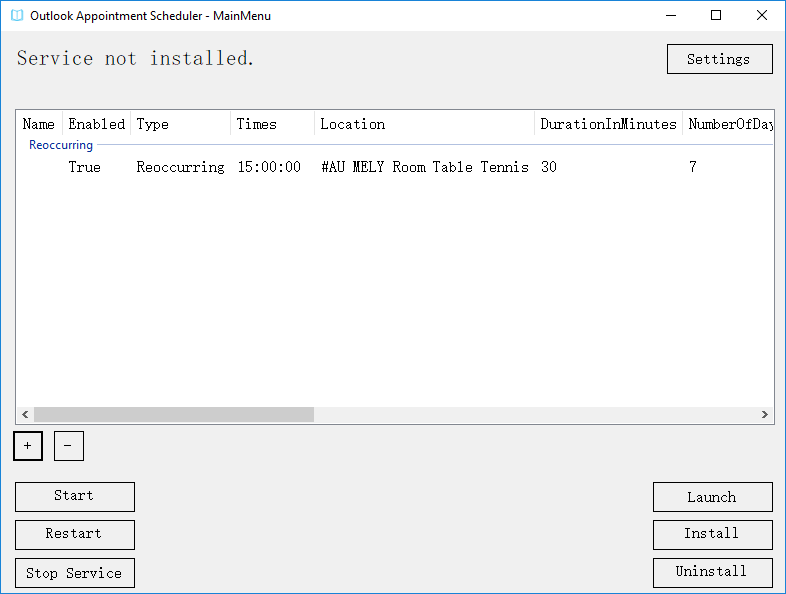 Outlook Appointment Scheduler - MainMenu
Service not installed.
Settings
Name Enabled Type Times Location DurationInMinutes NumberOfDay
Reoccurring
True Reoccurring 15:00:00 #AU MELY Room Table Tennis 30 7
+ -
Start Launch
Restart Install
Stop Service Uninstall